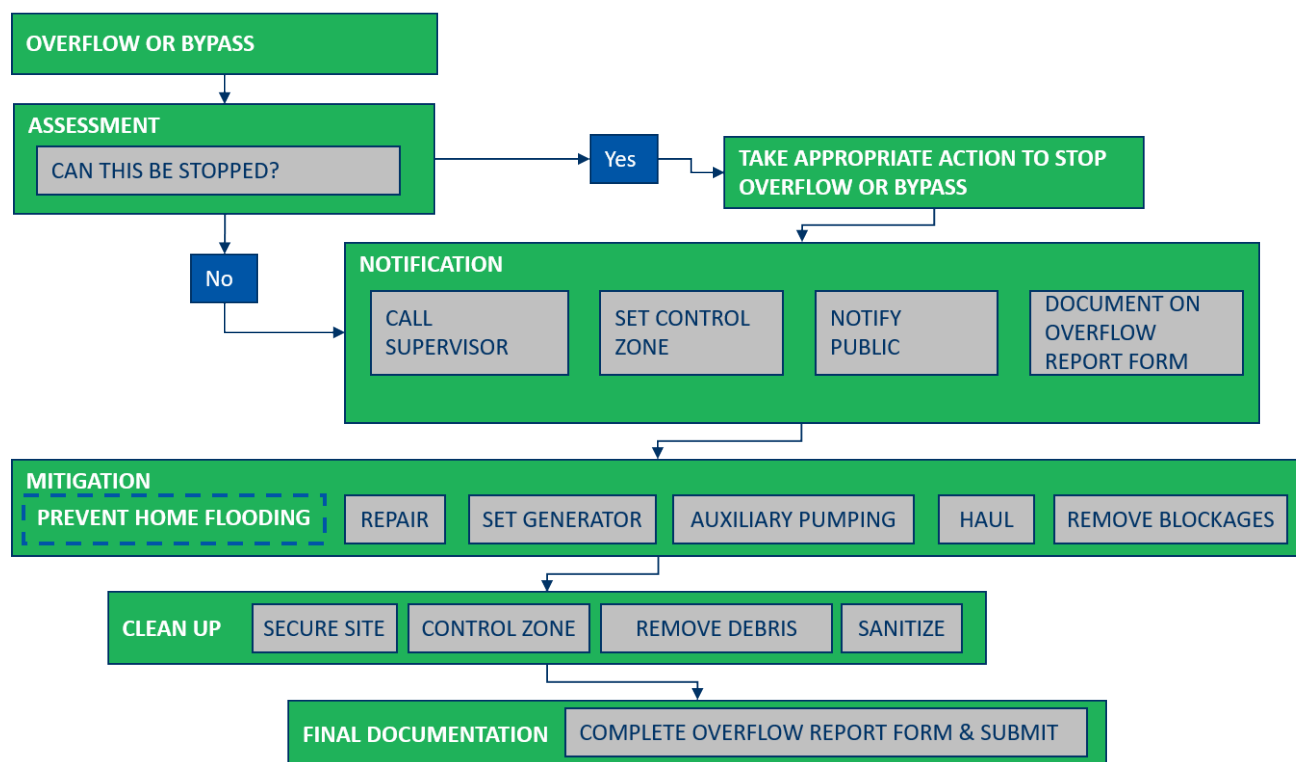 OVERFLOW OR BYPASS
ASSESSMENT
CAN THIS BE STOPPED?
Yes
TAKE APPROPRIATE ACTION TO STOP
OVERFLOW OR BYPASS
No
NOTIFICATION
CALL
SUPERVISOR
SET CONTROL
ZONE
NOTIFY
PUBLIC
DOCUMENT ON
OVERFLOW
REPORT FORM
MITIGATION
PREVENT HOME FLOODING
REPAIR
SET GENERATOR
AUXILIARY PUMPING
HAUL
REMOVE BLOCKAGES
CLEAN UP
SECURE SITE
CONTROL ZONE
REMOVE DEBRIS
SANITIZE
FINAL DOCUMENTATION
COMPLETE OVERFLOW REPORT FORM & SUBMIT